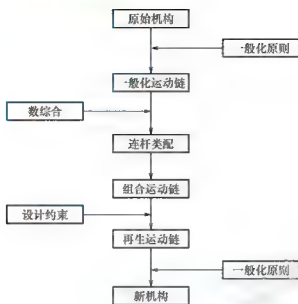 原始机构
一般化原则
一般化运动链
数综合
连杆类配
组合运动链
设计约束
再生运动链
一般化原则
新机构